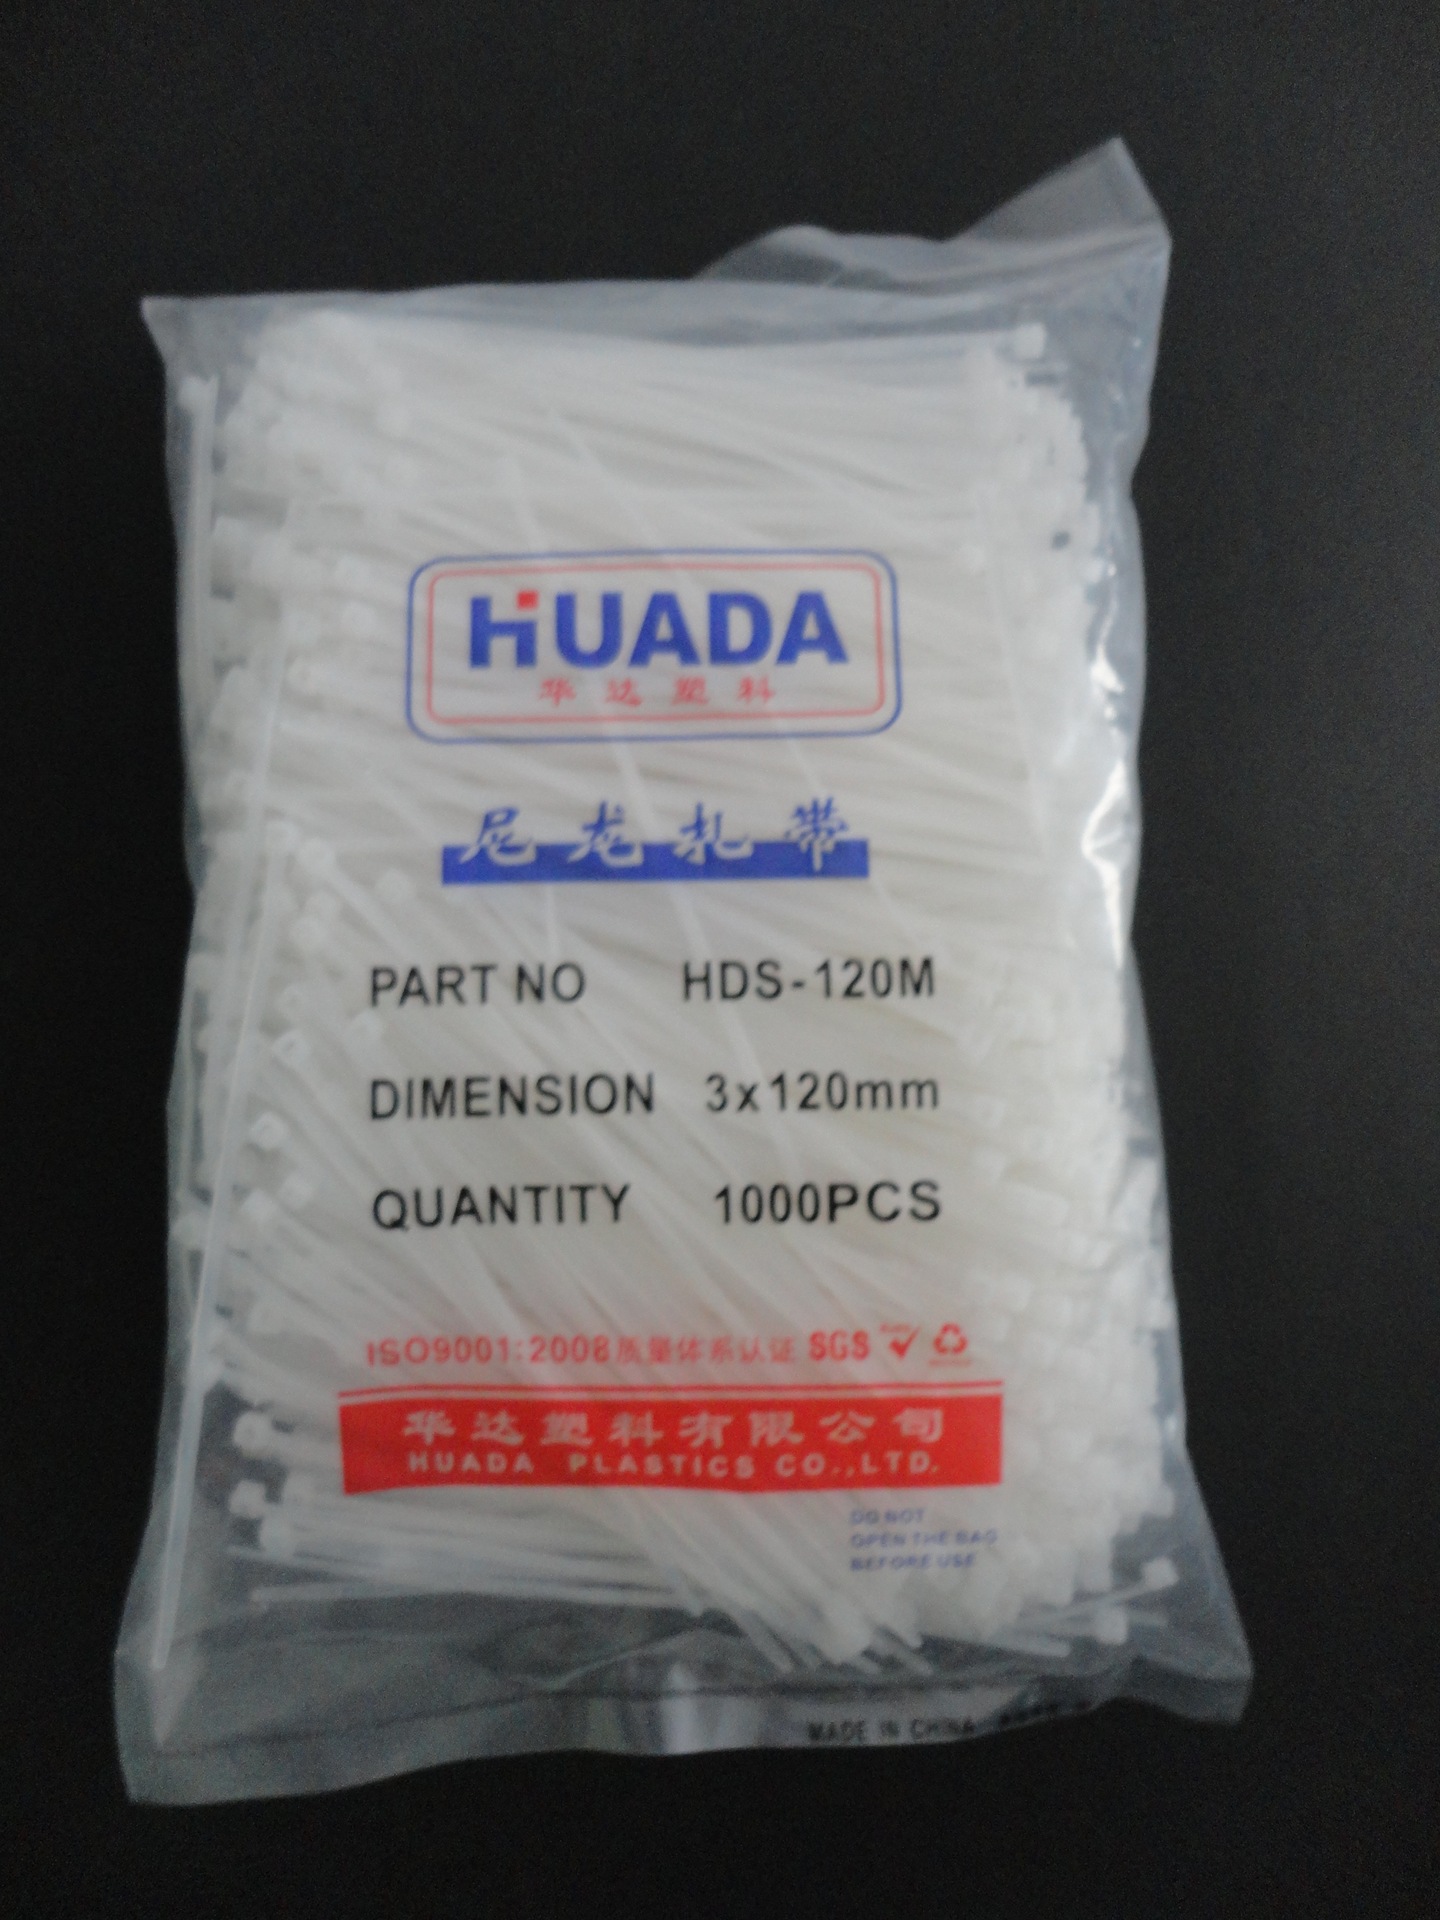 HUADA
华达塑料
尼龙扎带
PART NO HDS-120M
DIMENSION 3x120mm
QUANTITY 1000PCS
ISO9001:2008质量体系认证 SGS
华达塑料有限公司
HUADA PLASTICS CO.,LTD.
DO NOT
OPEN THE BAG
BEFORE USE
MADE IN CHINA